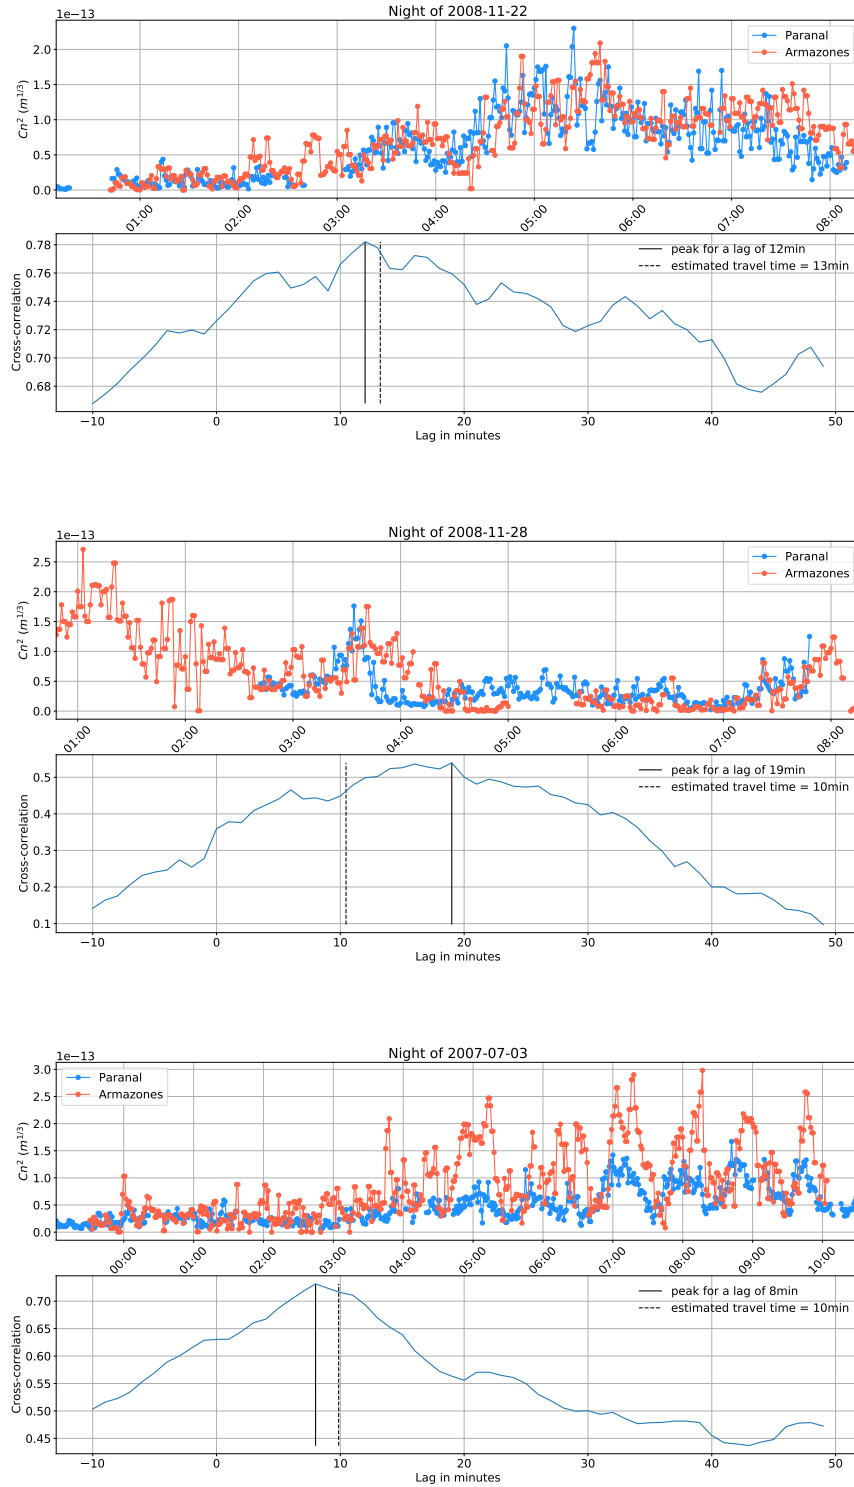 Night of 2008-11-22
1e−13
Cn² (m^1/3)
2.0
1.5
1.0
0.5
0.0
Paranal
Armazones
01:00 02:00 03:00 04:00 05:00 06:00 07:00 08:00
Cross-correlation
0.78
0.76
0.74
0.72
0.70
0.68
peak for a lag of 12min
estimated travel time = 13min
−10 0 10 20 30 40 50
Lag in minutes
Night of 2008-11-28
1e−13
Cn² (m^1/3)
2.5
2.0
1.5
1.0
0.5
0.0
Paranal
Armazones
01:00 02:00 03:00 04:00 05:00 06:00 07:00 08:00
Cross-correlation
0.5
0.4
0.3
0.2
0.1
peak for a lag of 19min
estimated travel time = 10min
−10 0 10 20 30 40 50
Lag in minutes
Night of 2007-07-03
1e−13
Cn² (m^1/3)
3.0
2.5
2.0
1.5
1.0
0.5
0.0
Paranal
Armazones
00:00 01:00 02:00 03:00 04:00 05:00 06:00 07:00 08:00 09:00 10:00
Cross-correlation
0.70
0.65
0.60
0.55
0.50
0.45
peak for a lag of 8min
estimated travel time = 10min
−10 0 10 20 30 40 50
Lag in minutes